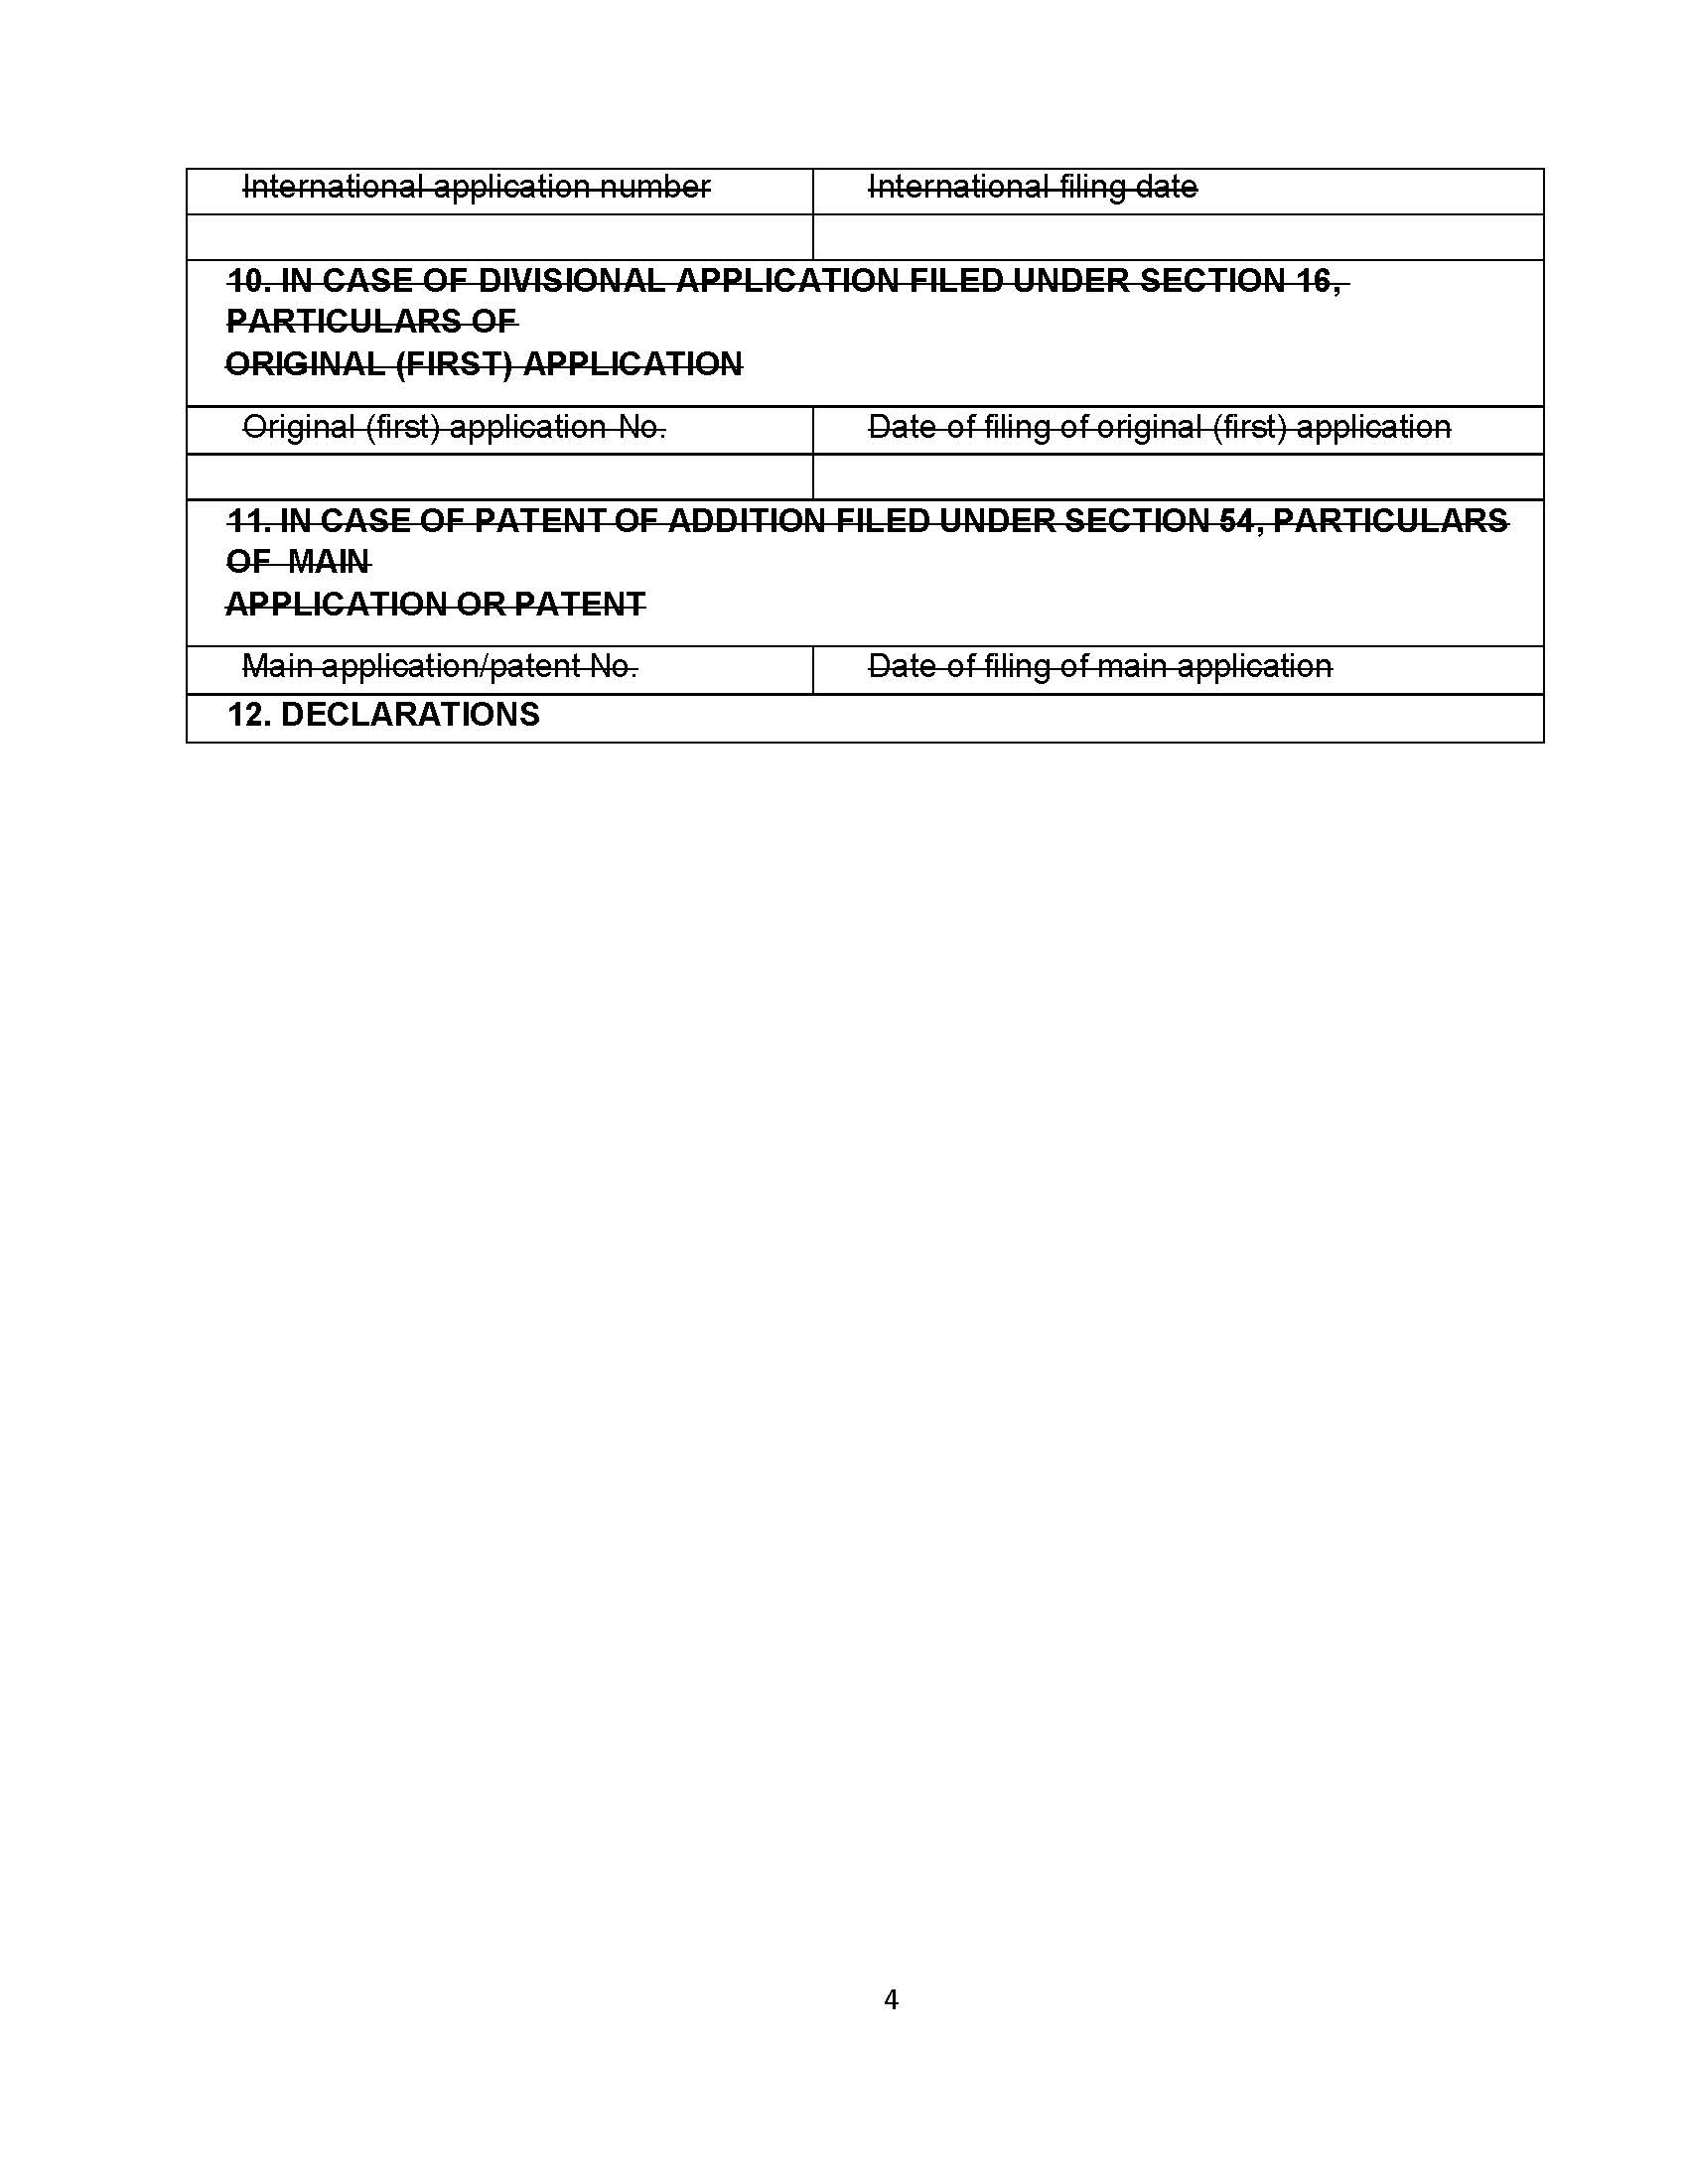 International application number
International filing date
10. IN CASE OF DIVISIONAL APPLICATION FILED UNDER SECTION 16,
PARTICULARS OF
ORIGINAL (FIRST) APPLICATION
Original (first) application No.
Date of filing of original (first) application
11. IN CASE OF PATENT OF ADDITION FILED UNDER SECTION 54, PARTICULARS
OF MAIN
APPLICATION OR PATENT
Main application/patent No.
Date of filing of main application
12. DECLARATIONS
4